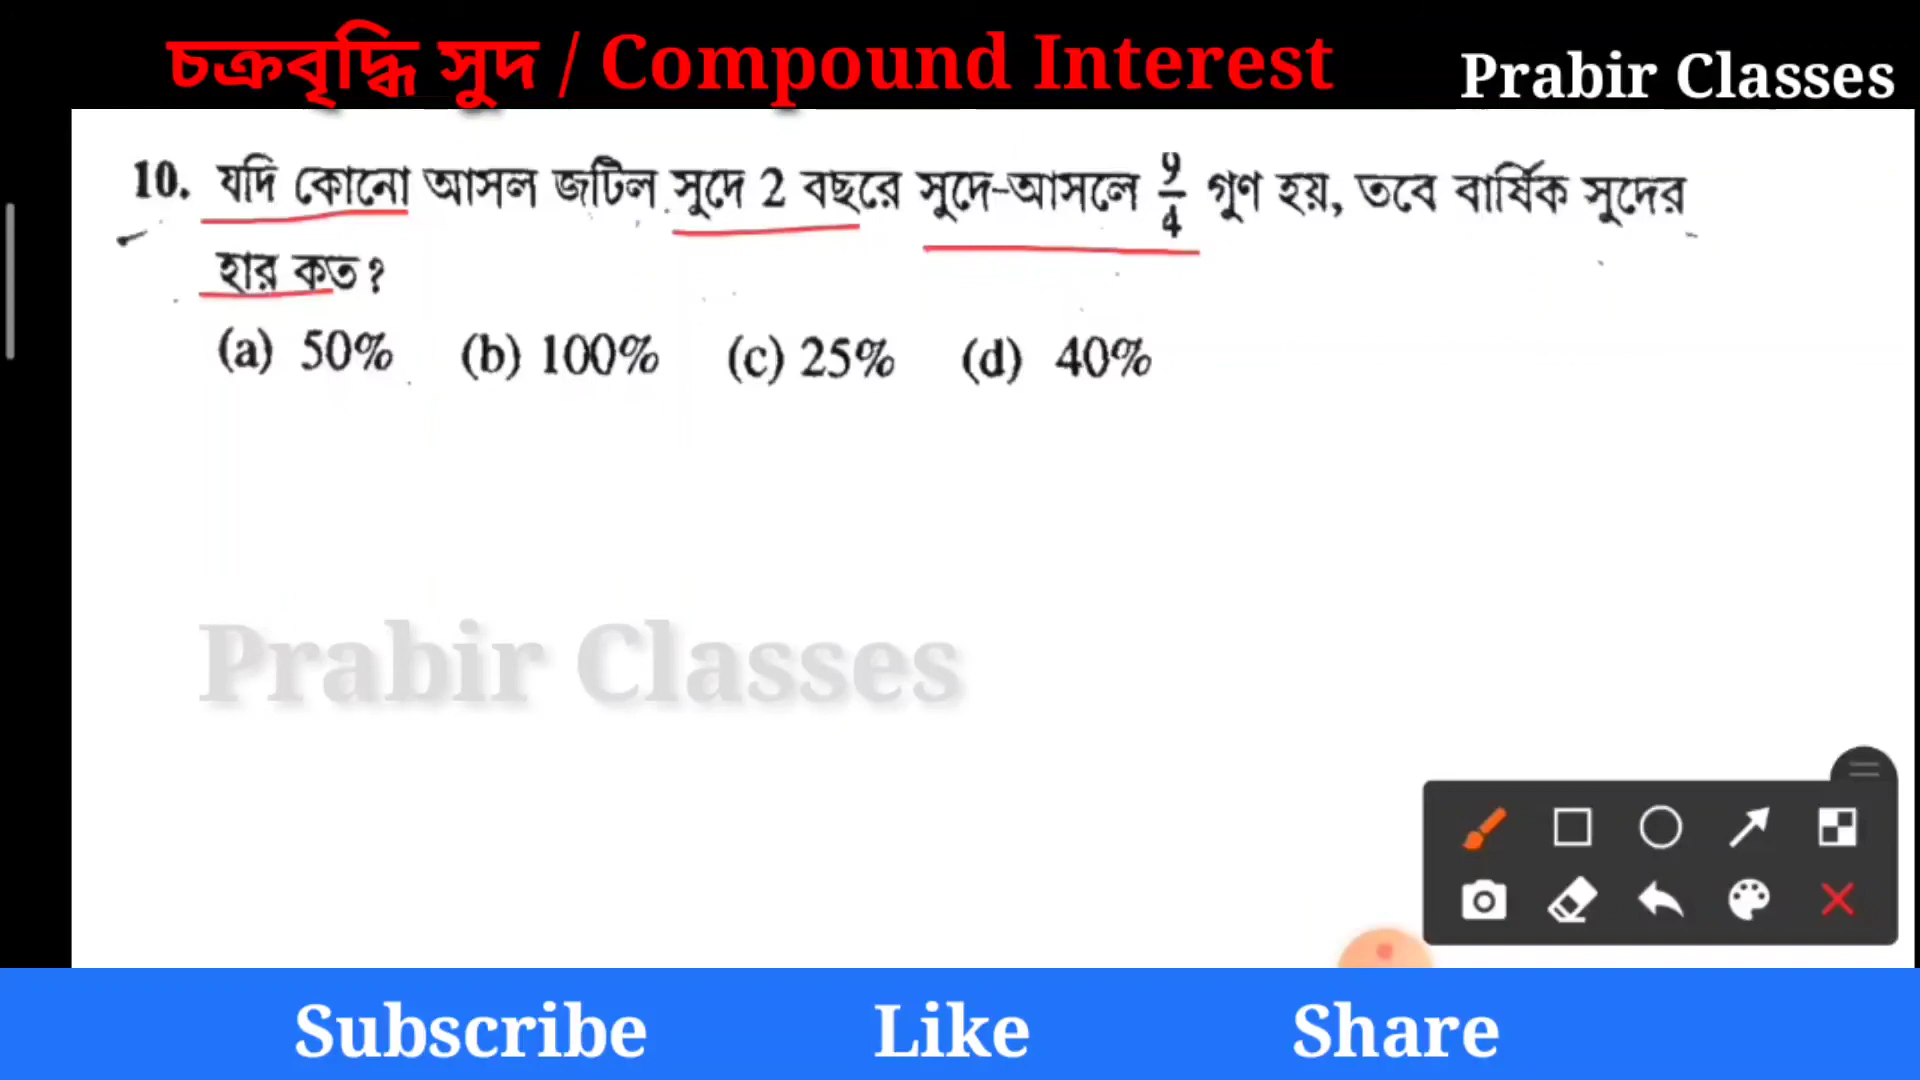 চক্রবৃদ্ধি সুদ / Compound Interest
Prabir Classes
10. যদি কোনো আসল জটিল সুদে 2 বছরে সুদে-আসলে 9/4 গুণ হয়, তবে বার্ষিক সুদের
হার কত?
(a) 50% (b) 100% (c) 25% (d) 40%
Prabir Classes
Subscribe Like Share